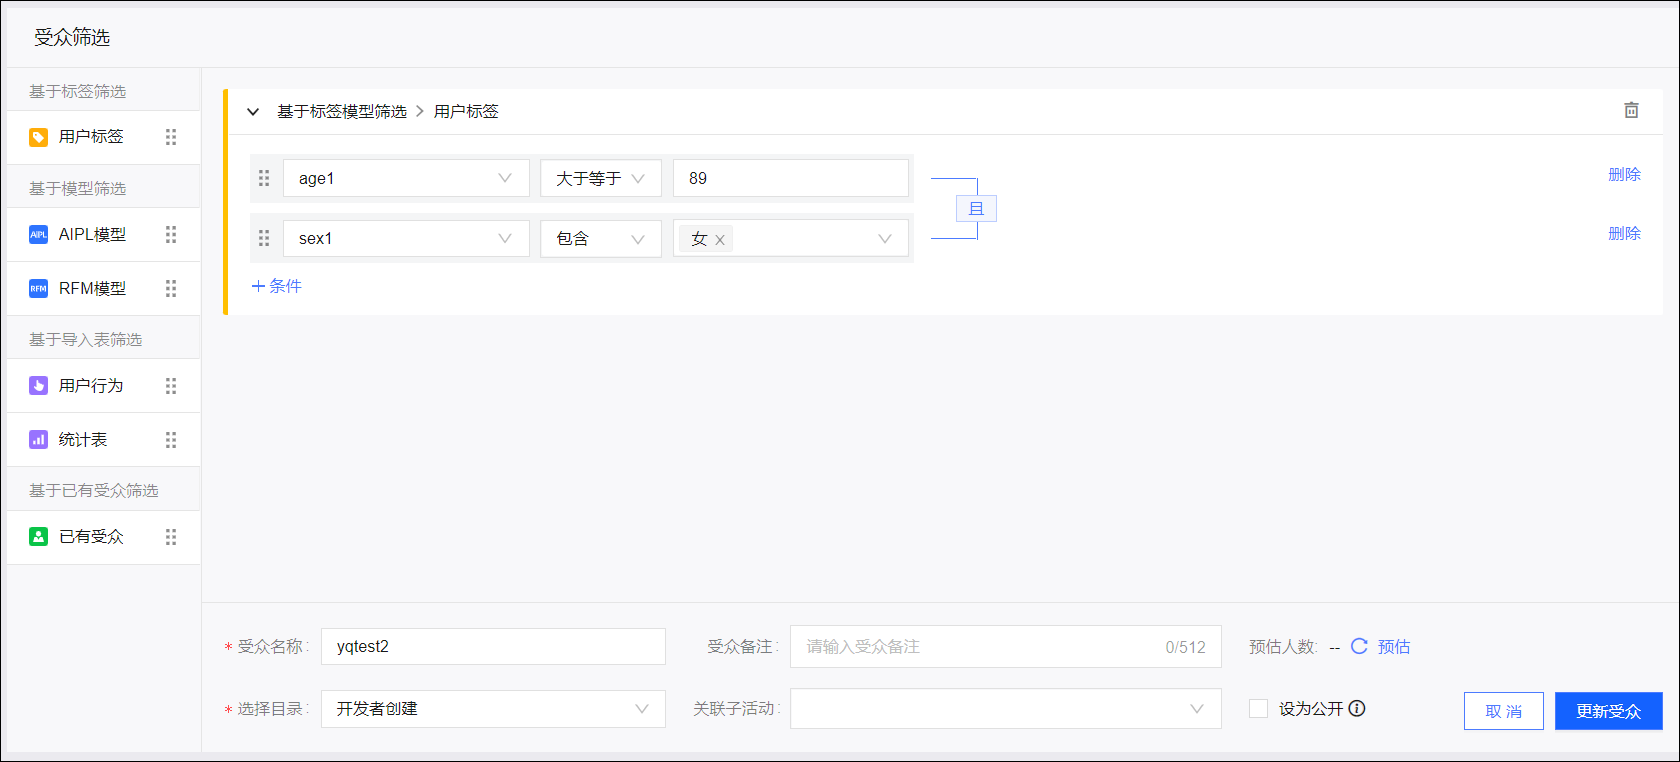 受众筛选
基于标签筛选
用户标签
基于模型筛选
AIPL AIPL模型
RFM RFM模型
基于导入表筛选
用户行为
统计表
基于已有受众筛选
已有受众
基于标签模型筛选 > 用户标签
age1 大于等于 89 删除
且
sex1 包含 女 × 删除
+ 条件
* 受众名称: yqtest2 受众备注: 请输入受众备注 0/512 预估人数: -- 预估
* 选择目录: 开发者创建 关联子活动: 设为公开 取 消 更新受众